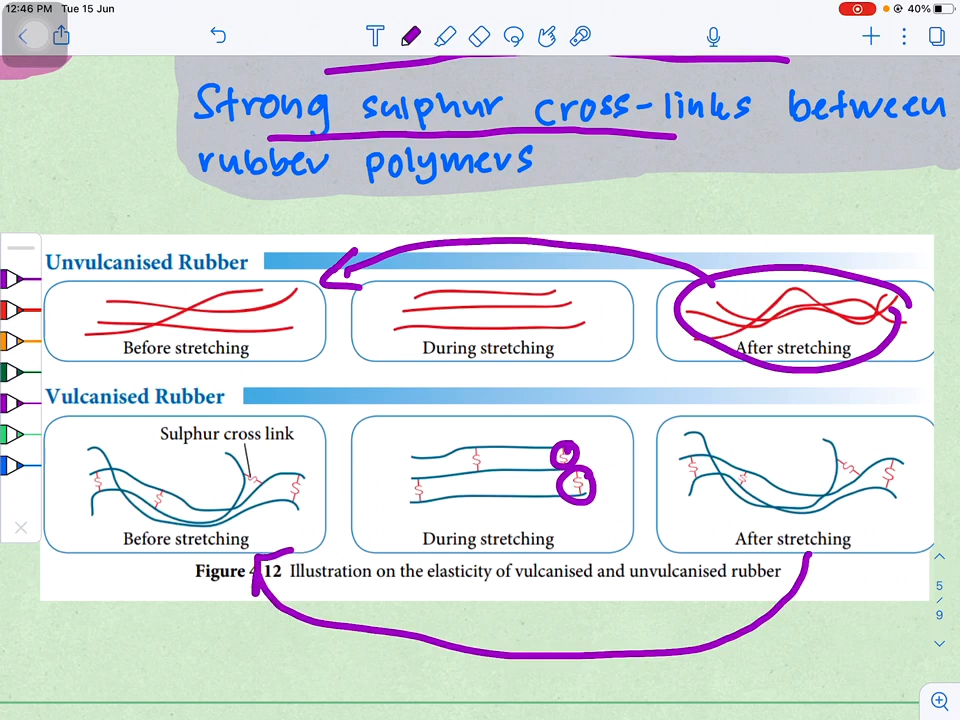 12:46 PM Tue 15 Jun
40%
Strong sulphur cross-links between
rubber polymers
Unvulcanised Rubber
Before stretching
During stretching
After stretching
Vulcanised Rubber
Sulphur cross link
Before stretching
During stretching
After stretching
Figure 4.12 Illustration on the elasticity of vulcanised and unvulcanised rubber
5
/
9